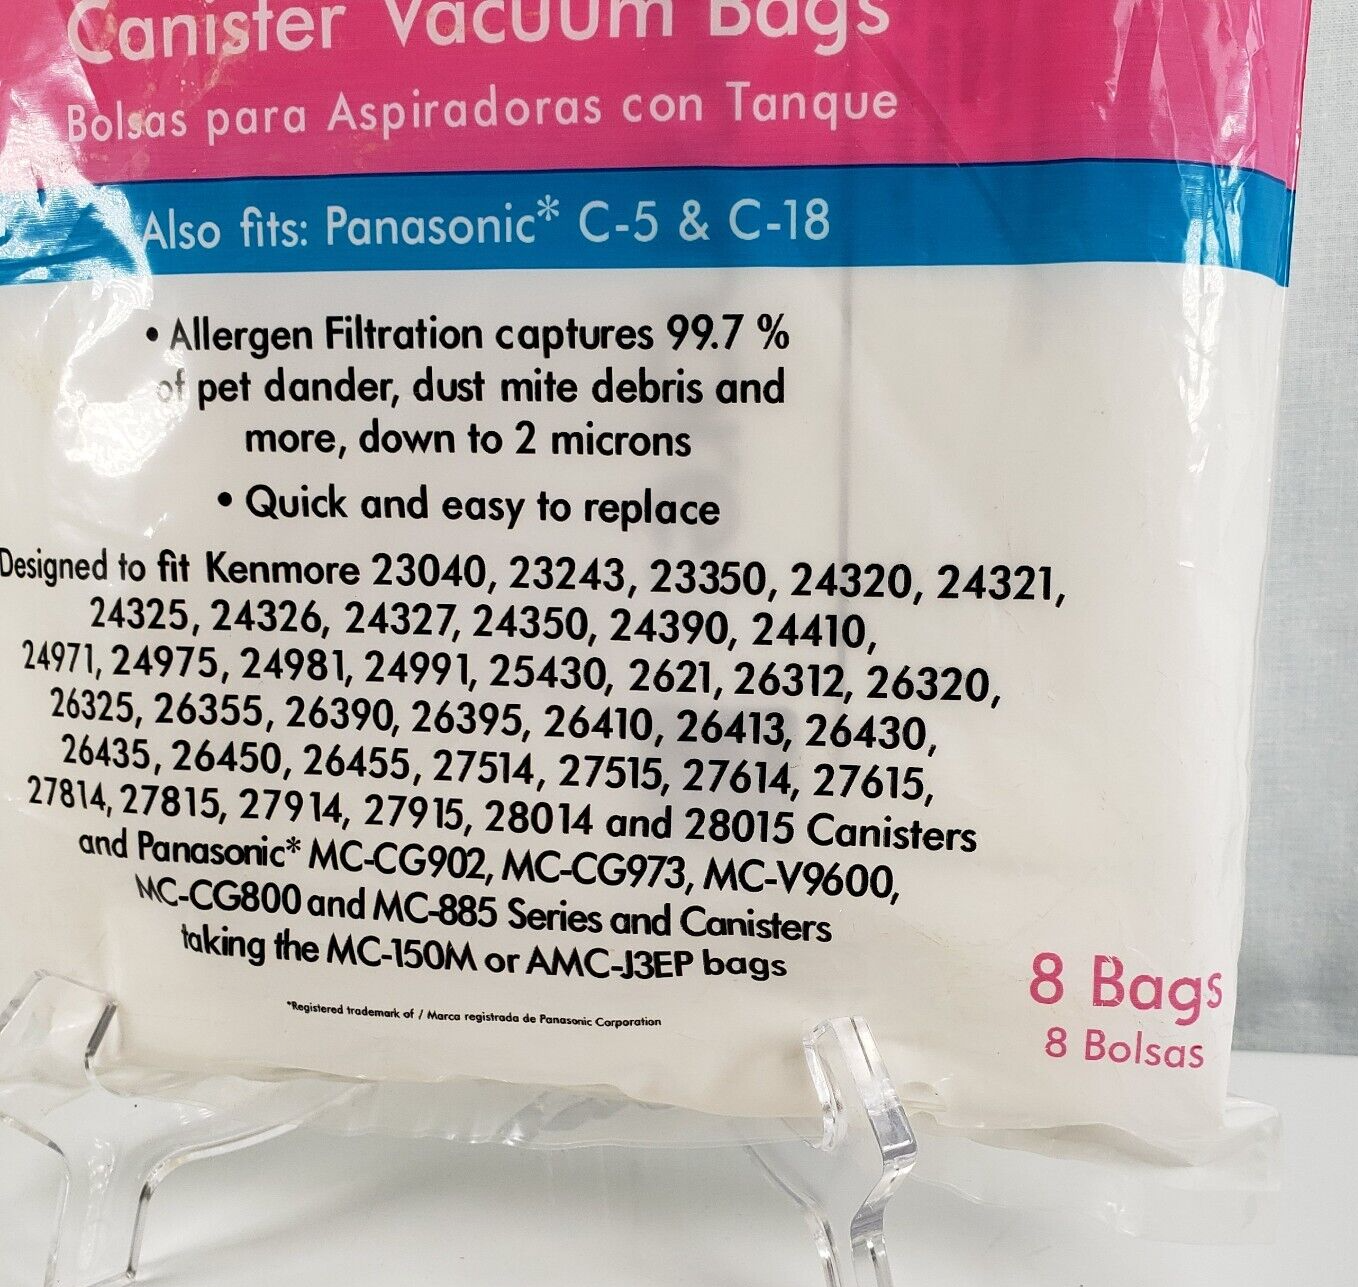 Canister Vacuum Bags
Bolsas para Aspiradoras con Tanque
Also fits: Panasonic* C-5 & C-18
• Allergen Filtration captures 99.7 %
of pet dander, dust mite debris and
more, down to 2 microns
• Quick and easy to replace
Designed to fit Kenmore 23040, 23243, 23350, 24320, 24321,
24325, 24326, 24327, 24350, 24390, 24410,
24971, 24975, 24981, 24991, 25430, 2621, 26312, 26320,
26325, 26355, 26390, 26395, 26410, 26413, 26430,
26435, 26450, 26455, 27514, 27515, 27614, 27615,
27814, 27815, 27914, 27915, 28014 and 28015 Canisters
and Panasonic* MC-CG902, MC-CG973, MC-V9600,
MC-CG800 and MC-885 Series and Canisters
taking the MC-150M or AMC-J3EP bags
*Registered trademark of / Marca registrada de Panasonic Corporation
8 Bags
8 Bolsas